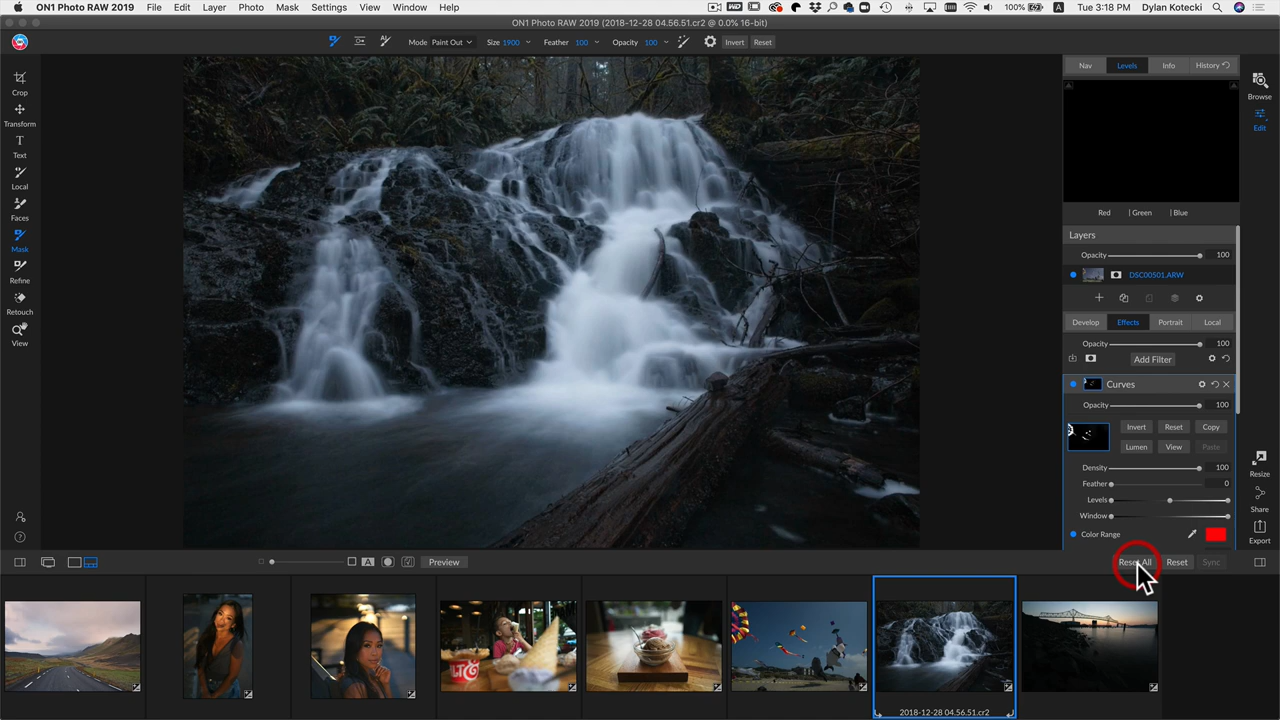 ON1 Photo RAW 2019 File Edit Layer Photo Mask Settings View Window Help 100% A Tue 3:18 PM Dylan Kotecki
ON1 Photo RAW 2019 (2018-12-28 04.56.51.cr2 @ 0.0% 16-bit)
Mode Paint Out Size 1900 Feather 100 Opacity 100 Invert Reset
Crop
Transform
Text
Local
Faces
Mask
Refine
Retouch
View
Nav Levels Info History
Red | Green | Blue
Layers
Opacity 100
DSC00501.ARW
Develop Effects Portrait Local
Opacity 100
Add Filter
Curves
Opacity 100
Invert Reset Copy
Lumen View Paste
Density 100
Feather 0
Levels
Window
Color Range
Browse
Edit
Resize
Share
Export
A Preview Reset All Reset Sync
2018-12-28 04.56.51.cr2